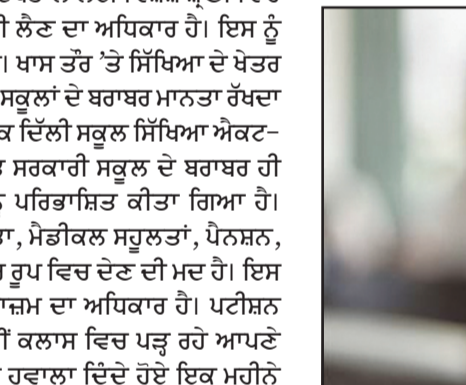 ਲੈਣ ਦਾ ਅਧਿਕਾਰ ਹੈ। ਇਸ ਨੂੰ
। ਖਾਸ ਤੌਰ ’ਤੇ ਸਿੱਖਿਆ ਦੇ ਖੇਤਰ
ਸਕੂਲਾਂ ਦੇ ਬਰਾਬਰ ਮਾਨਤਾ ਰੱਖਦਾ
ਦਿੱਲੀ ਸਕੂਲ ਸਿੱਖਿਆ ਐਕਟ-
ਸਰਕਾਰੀ ਸਕੂਲ ਦੇ ਬਰਾਬਰ ਹੀ
ਪਰਿਭਾਸ਼ਿਤ ਕੀਤਾ ਗਿਆ ਹੈ।
, ਮੈਡੀਕਲ ਸਹੂਲਤਾਂ, ਪੈਨਸ਼ਨ,
ਰੂਪ ਵਿਚ ਦੇਣ ਦੀ ਮਦ ਹੈ। ਇਸ
ਦਾ ਅਧਿਕਾਰ ਹੈ। ਪਟੀਸ਼ਨ
ਕਲਾਸ ਵਿਚ ਪੜ੍ਹ ਰਹੇ ਆਪਣੇ
ਹਵਾਲਾ ਦਿੰਦੇ ਹੋਏ ਇਕ ਮਹੀਨੇ